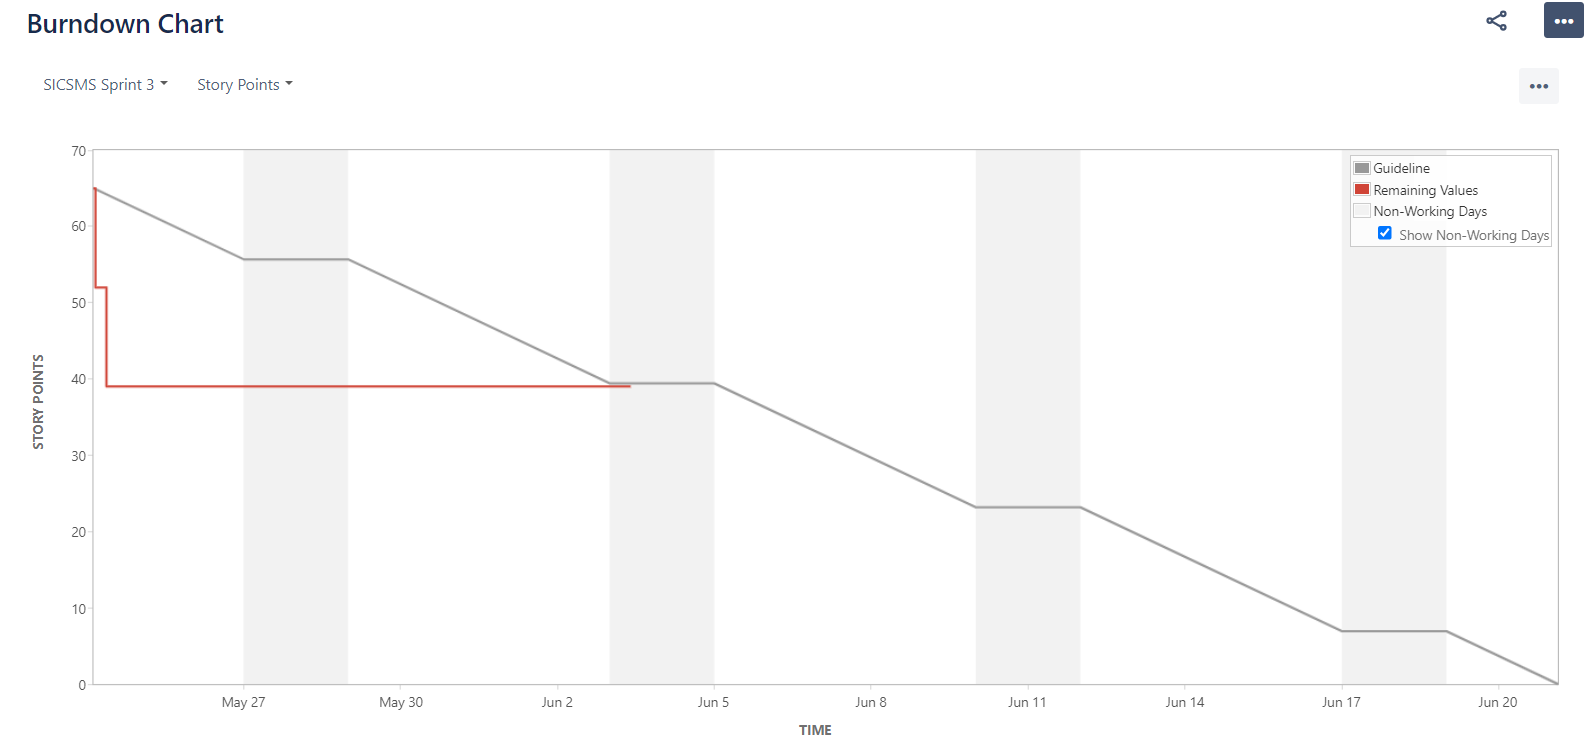 Burndown Chart
SICSMS Sprint 3
Story Points
70
60
50
40
30
20
10
0
STORY POINTS
Guideline
Remaining Values
Non-Working Days
Show Non-Working Days
May 27
May 30
Jun 2
Jun 5
Jun 8
Jun 11
Jun 14
Jun 17
Jun 20
TIME